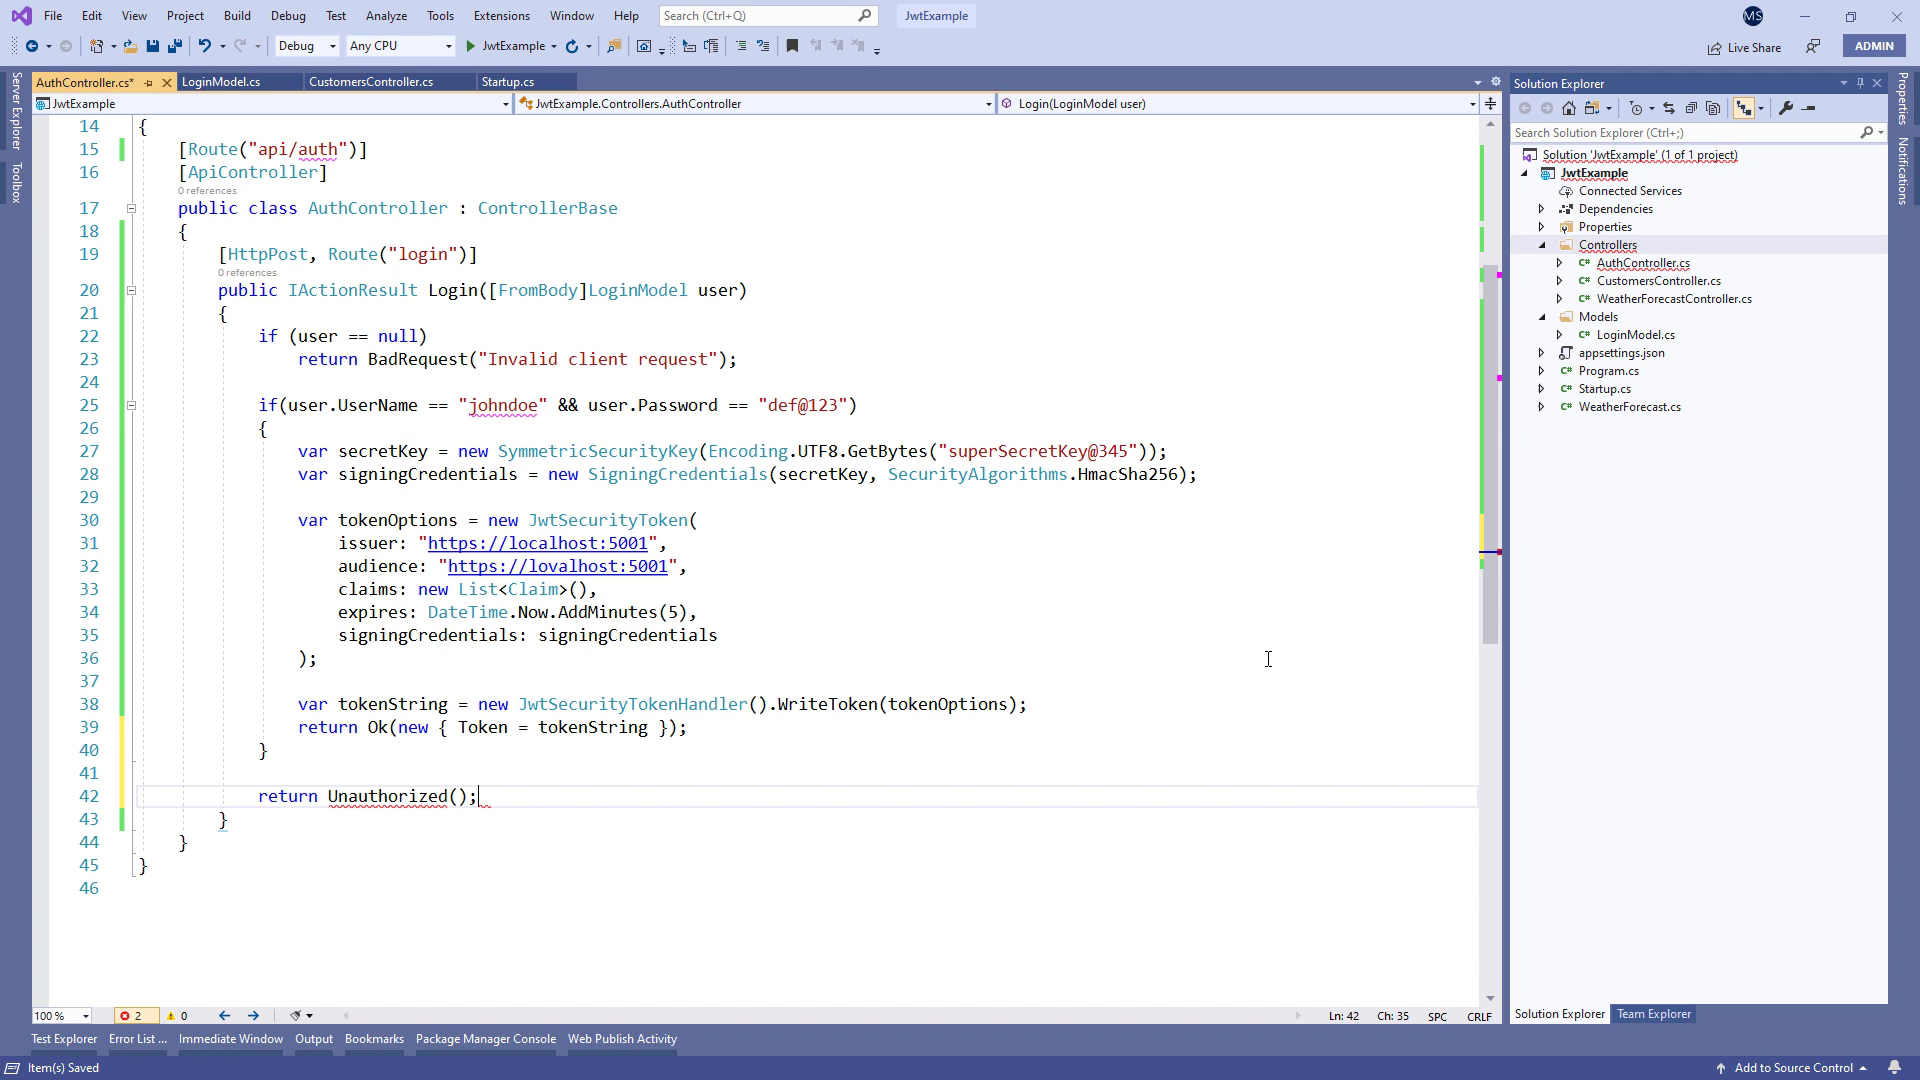 File Edit View Project Build Debug Test Analyze Tools Extensions Window Help Search (Ctrl+Q) JwtExample MS
Debug Any CPU JwtExample Live Share ADMIN
Server Explorer
Toolbox
AuthController.cs* LoginModel.cs CustomersController.cs Startup.cs
JwtExample JwtExample.Controllers.AuthController Login(LoginModel user)
14 {
15 [Route("api/auth")]
16 [ApiController]
0 references
17 public class AuthController : ControllerBase
18 {
19 [HttpPost, Route("login")]
0 references
20 public IActionResult Login([FromBody]LoginModel user)
21 {
22 if (user == null)
23 return BadRequest("Invalid client request");
24
25 if(user.UserName == "johndoe" && user.Password == "def@123")
26 {
27 var secretKey = new SymmetricSecurityKey(Encoding.UTF8.GetBytes("superSecretKey@345"));
28 var signingCredentials = new SigningCredentials(secretKey, SecurityAlgorithms.HmacSha256);
29
30 var tokenOptions = new JwtSecurityToken(
31 issuer: "https://localhost:5001",
32 audience: "https://lovalhost:5001",
33 claims: new List<Claim>(),
34 expires: DateTime.Now.AddMinutes(5),
35 signingCredentials: signingCredentials
36 );
37
38 var tokenString = new JwtSecurityTokenHandler().WriteToken(tokenOptions);
39 return Ok(new { Token = tokenString });
40 }
41
42 return Unauthorized();
43 }
44 }
45 }
46
100 % 2 0 Ln: 42 Ch: 35 SPC CRLF
Solution Explorer
Search Solution Explorer (Ctrl+;)
Solution 'JwtExample' (1 of 1 project)
JwtExample
Connected Services
Dependencies
Properties
Controllers
C# AuthController.cs
C# CustomersController.cs
C# WeatherForecastController.cs
Models
C# LoginModel.cs
appsettings.json
C# Program.cs
C# Startup.cs
C# WeatherForecast.cs
Solution Explorer Team Explorer
Properties
Notifications
Test Explorer Error List ... Immediate Window Output Bookmarks Package Manager Console Web Publish Activity
Item(s) Saved Add to Source Control